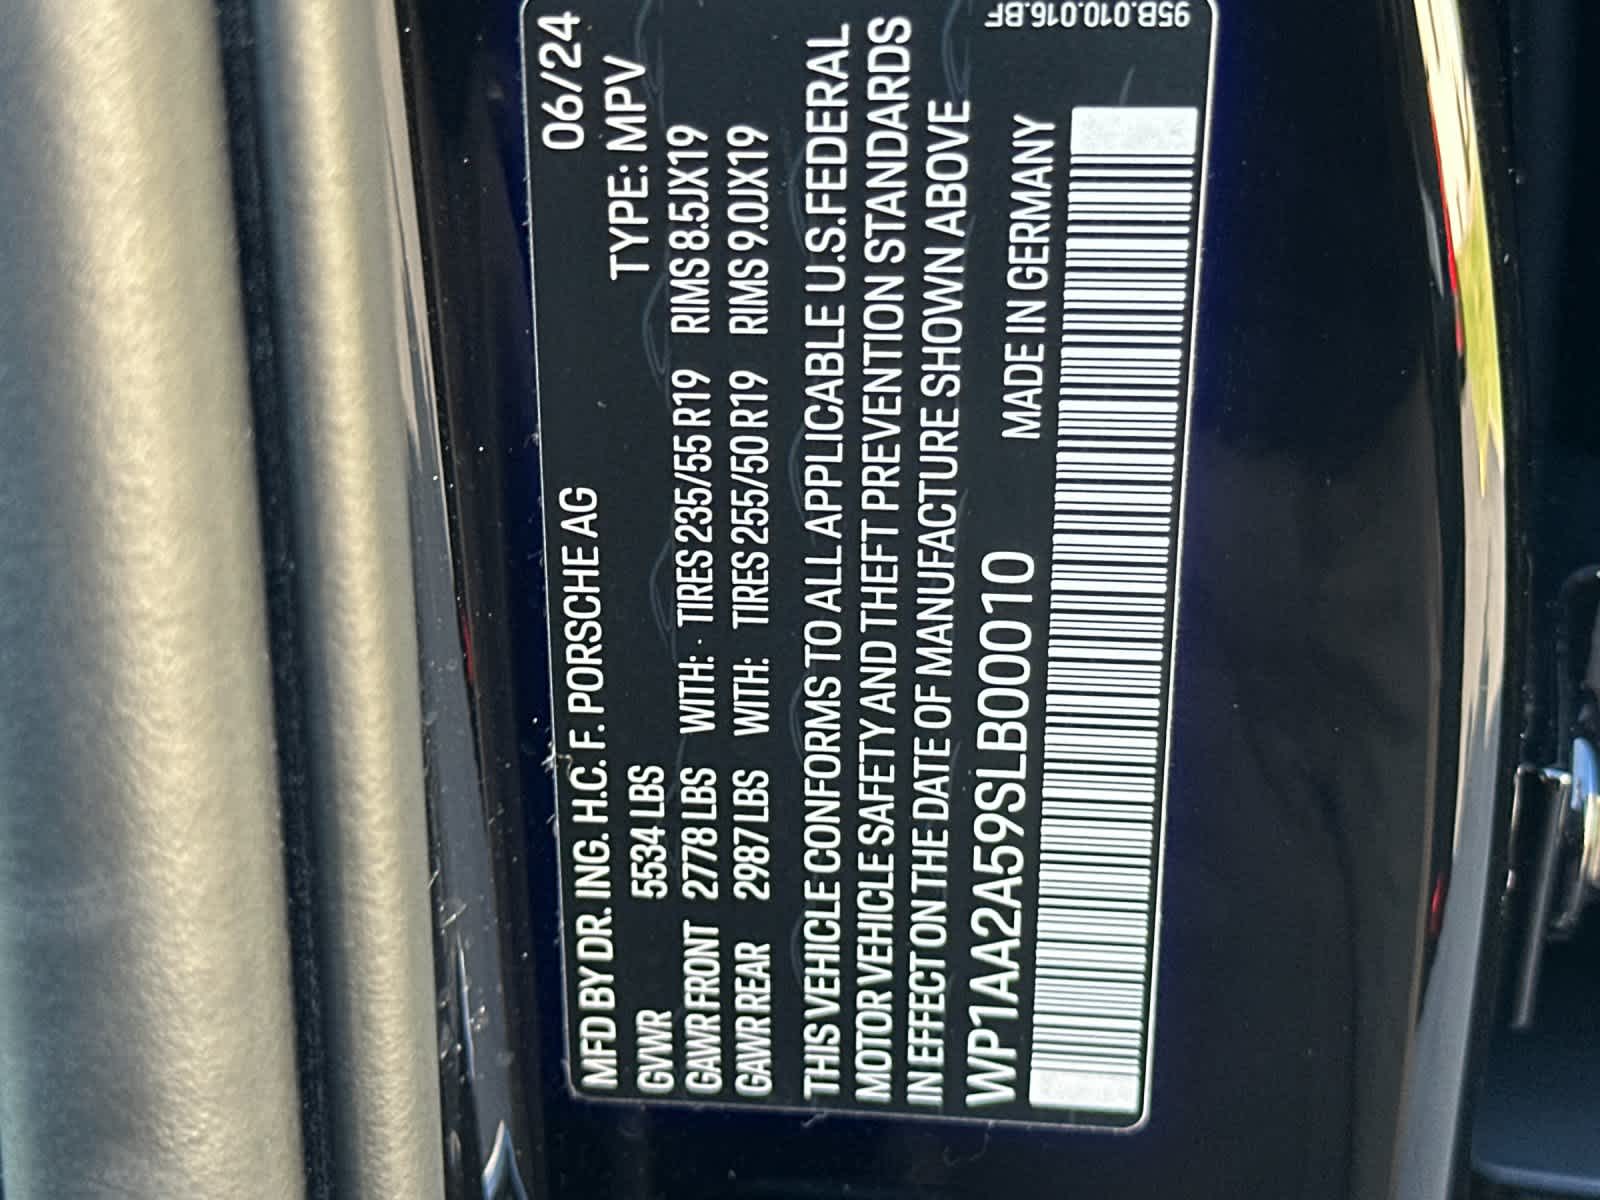 MFD BY DR. ING. H.C. F. PORSCHE AG 06/24
GVWR 5534 LBS TYPE: MPV
GAWR FRONT 2778 LBS WITH: TIRES 235/55 R19 RIMS 8.5JX19
GAWR REAR 2987 LBS WITH: TIRES 255/50 R19 RIMS 9.0JX19
THIS VEHICLE CONFORMS TO ALL APPLICABLE U.S. FEDERAL
MOTOR VEHICLE SAFETY AND THEFT PREVENTION STANDARDS
IN EFFECT ON THE DATE OF MANUFACTURE SHOWN ABOVE
WP1AA2A59SLB00010 MADE IN GERMANY
95B.010.016.BF